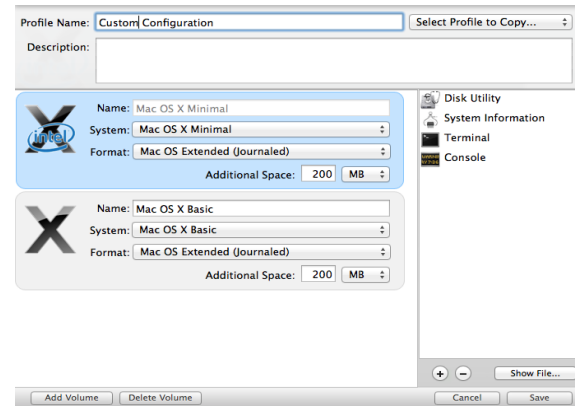 Profile Name: Custom Configuration Select Profile to Copy...
Description:
intel
Name: Mac OS X Minimal
System: Mac OS X Minimal
Format: Mac OS Extended (Journaled)
Additional Space: 200 MB
Name: Mac OS X Basic
System: Mac OS X Basic
Format: Mac OS Extended (Journaled)
Additional Space: 200 MB
Disk Utility
System Information
Terminal
Console
+ − Show File...
Add Volume Delete Volume Cancel Save